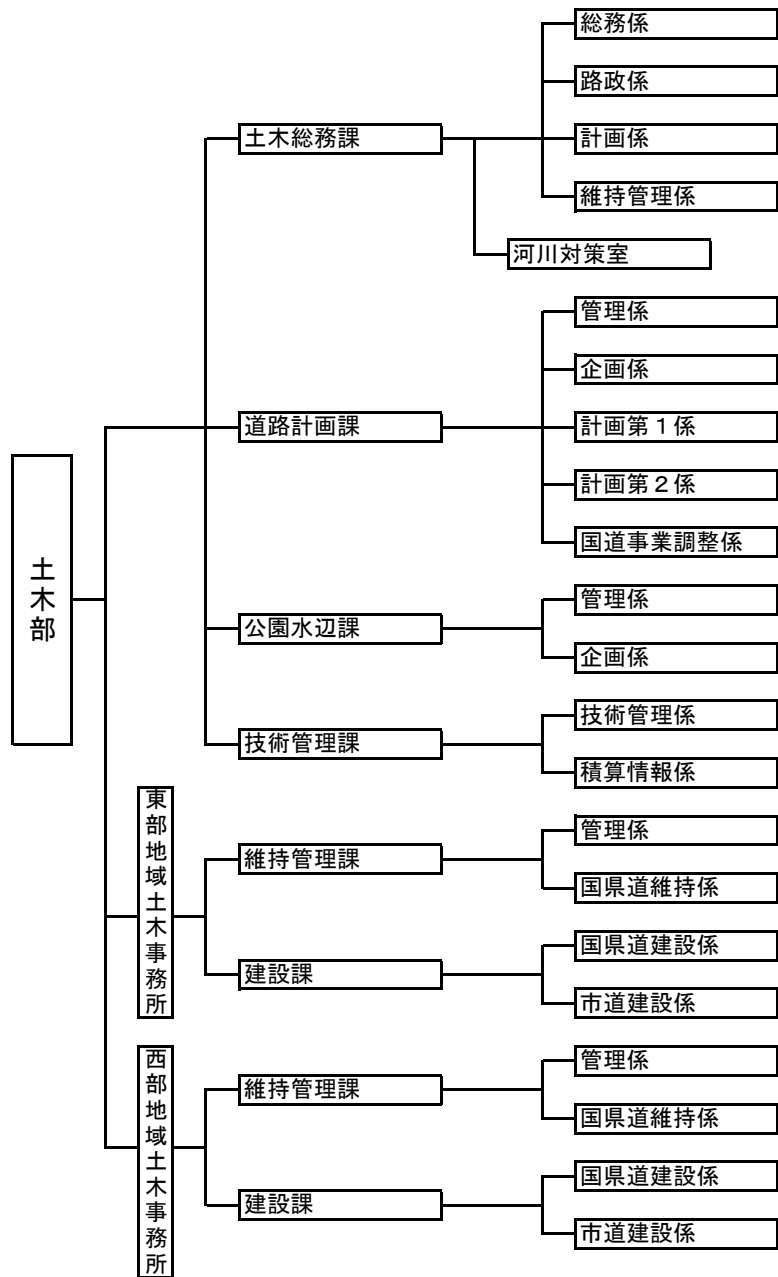 土木部
土木総務課
総務係
路政係
計画係
維持管理係
河川対策室
道路計画課
管理係
企画係
計画第1係
計画第2係
国道事業調整係
公園水辺課
管理係
企画係
技術管理課
技術管理係
積算情報係
東部地域土木事務所
維持管理課
管理係
国県道維持係
建設課
国県道建設係
市道建設係
西部地域土木事務所
維持管理課
管理係
国県道維持係
建設課
国県道建設係
市道建設係